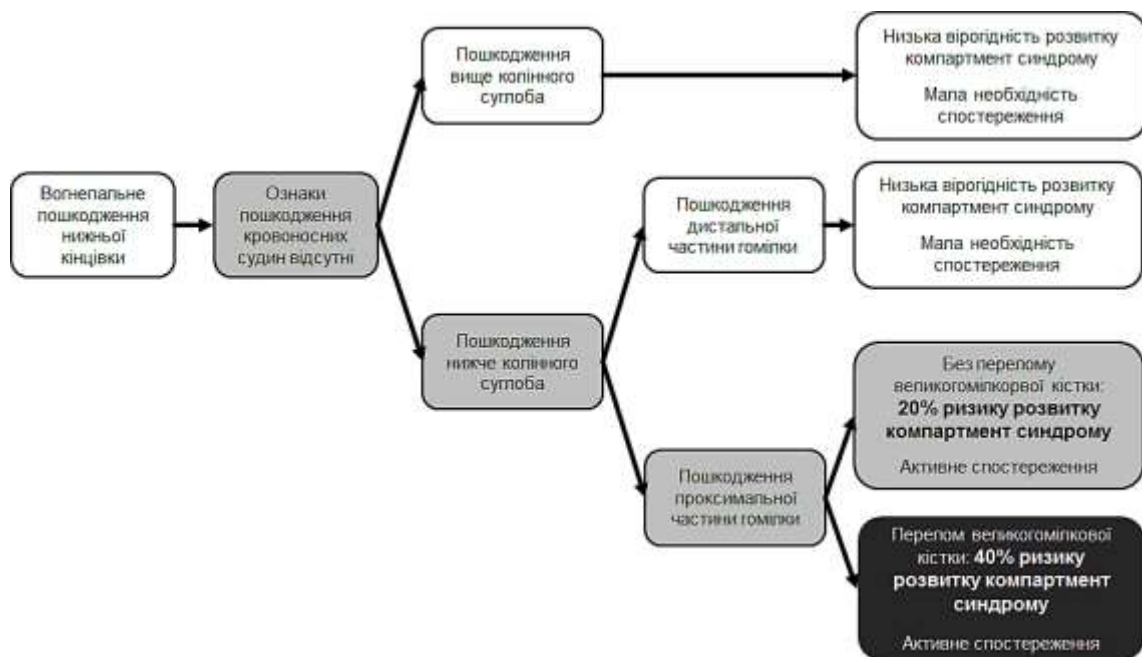 Пошкодження
вище колінного
суглоба
Низька вірогідність розвитку
компартмент синдрому
Мала необхідність
спостереження
Вогнепальне
пошкодження
нижньої
кінцівки
Ознаки
пошкодження
кровоносних
судин відсутні
Пошкодження
дистальної
частини гомілки
Низька вірогідність розвитку
компартмент синдрому
Мала необхідність
спостереження
Пошкодження
нижче колінного
суглоба
Без перелому
великогомілкорвої кістки:
20% ризику розвитку
компартмент синдрому
Активне спостереження
Пошкодження
проксимальної
частини гомілки
Перелом великогомілкової
кістки: 40% ризику
розвитку компартмент
синдрому
Активне спостереження